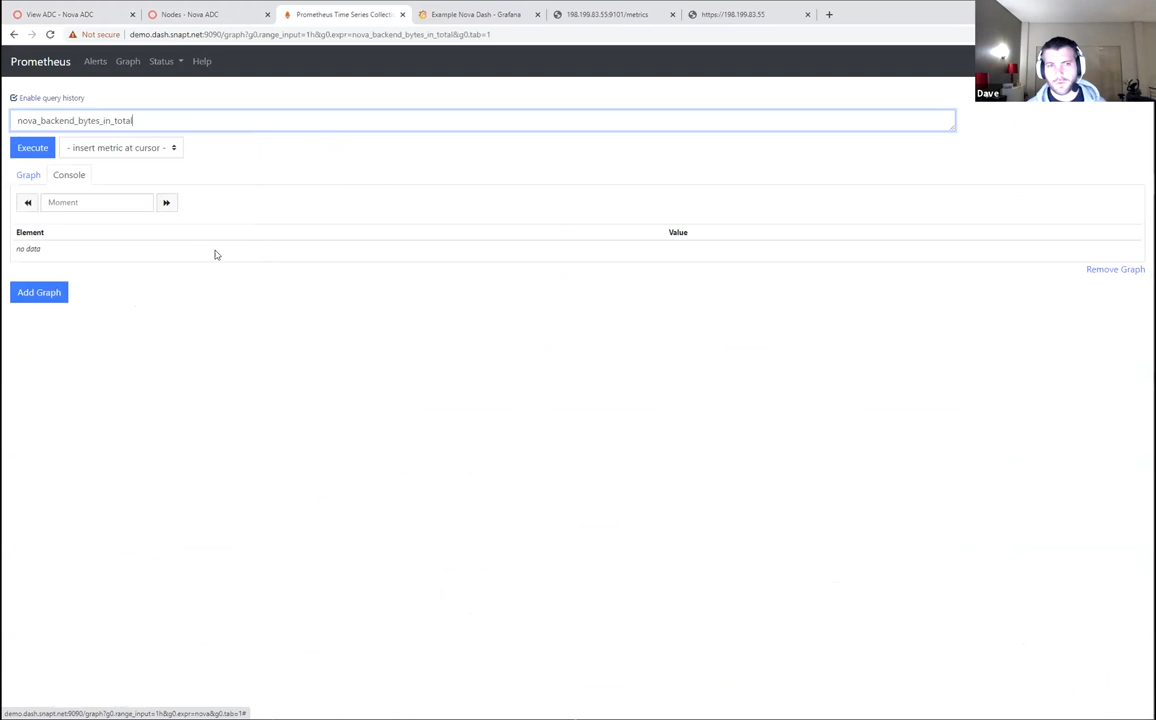 View ADC - Nova ADC
Nodes - Nova ADC
Prometheus Time Series Collecti
Example Nova Dash - Grafana
198.199.83.55:9101/metrics
https://198.199.83.55
Not secure
demo.dash.snapt.net:9090/graph?g0.range_input=1h&g0.expr=nova_backend_bytes_in_total&g0.tab=1
Prometheus
Alerts
Graph
Status
Help
Dave
Enable query history
nova_backend_bytes_in_total
Execute
- insert metric at cursor -
Graph
Console
Moment
Element
Value
no data
Remove Graph
Add Graph
demo.dash.snapt.net:9090/graph?g0.range_input=1h&g0.expr=nova&g0.tab=1#